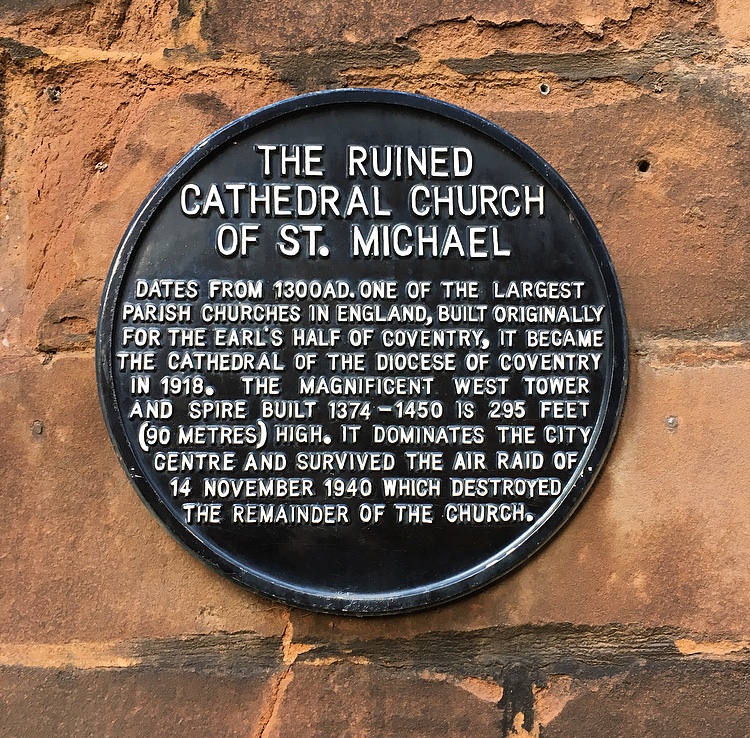 THE RUINED
CATHEDRAL CHURCH
OF ST. MICHAEL
DATES FROM 1300AD. ONE OF THE LARGEST
PARISH CHURCHES IN ENGLAND, BUILT ORIGINALLY
FOR THE EARL'S HALF OF COVENTRY, IT BECAME
THE CATHEDRAL OF THE DIOCESE OF COVENTRY
IN 1918. THE MAGNIFICENT WEST TOWER
AND SPIRE BUILT 1374-1450 IS 295 FEET
(90 METRES) HIGH. IT DOMINATES THE CITY
CENTRE AND SURVIVED THE AIR RAID OF
14 NOVEMBER 1940 WHICH DESTROYED
THE REMAINDER OF THE CHURCH.